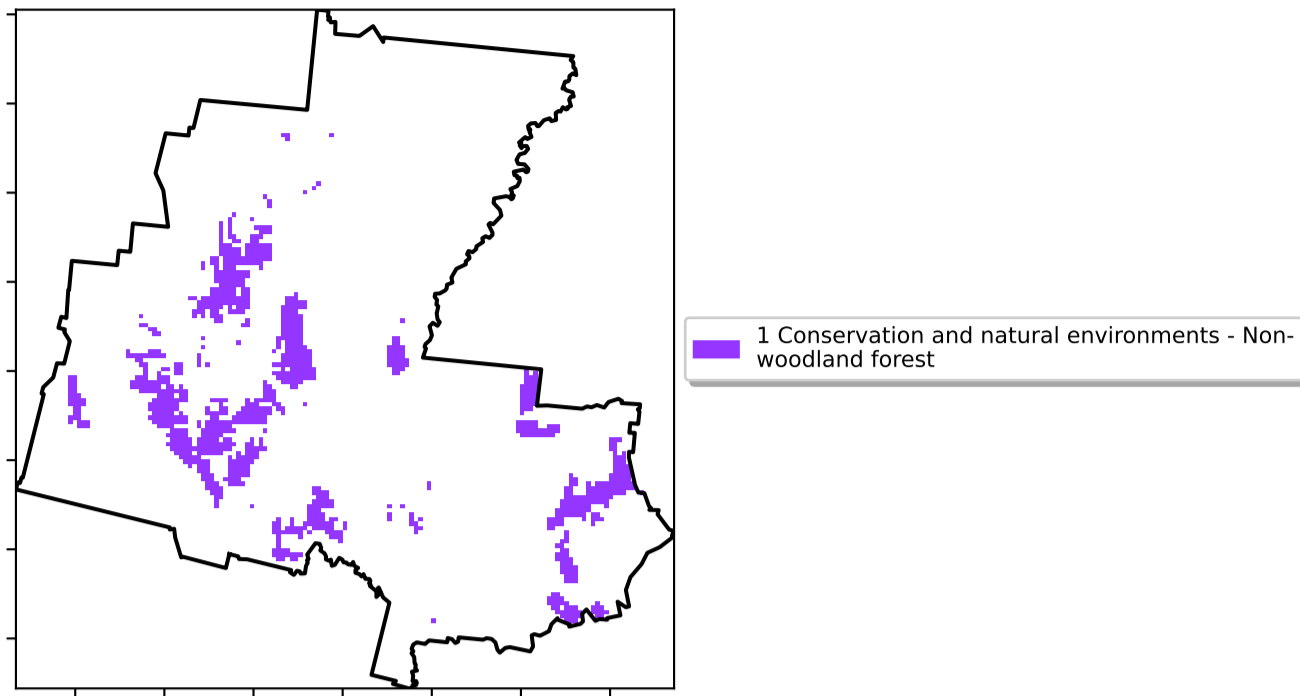 1 Conservation and natural environments - Non-
woodland forest